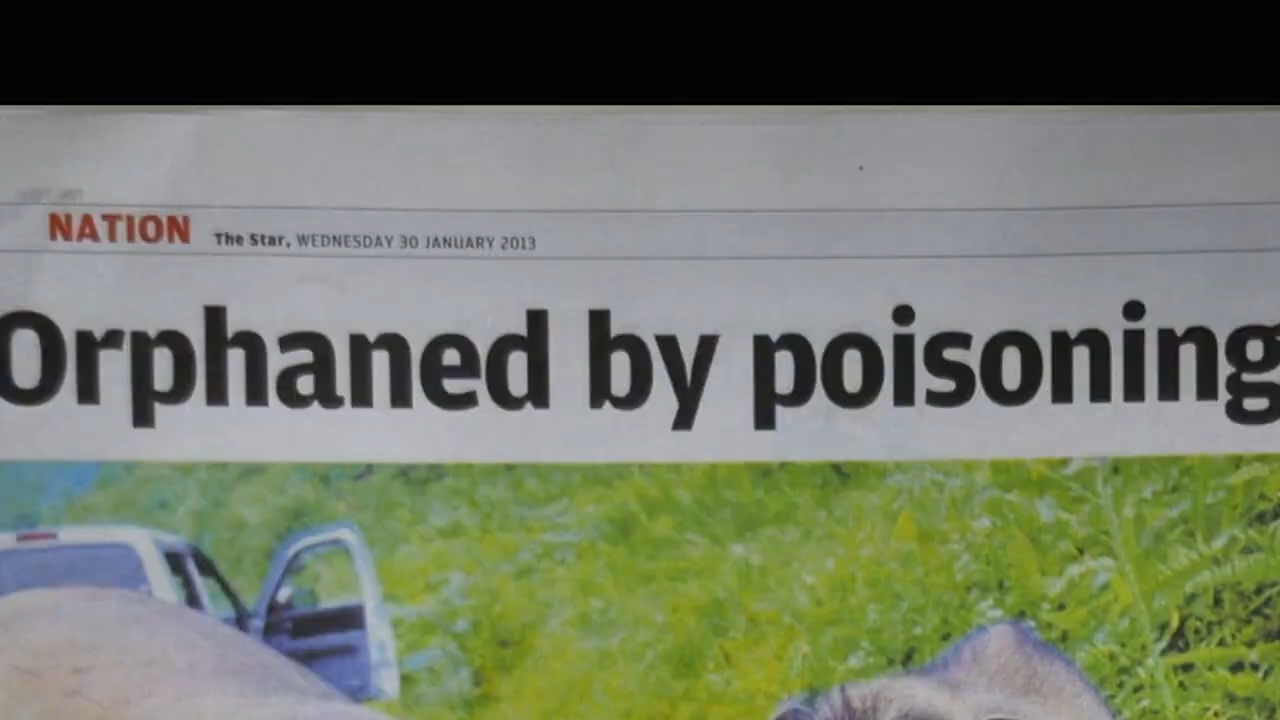 NATION The Star, WEDNESDAY 30 JANUARY 2013
Orphaned by poisoning